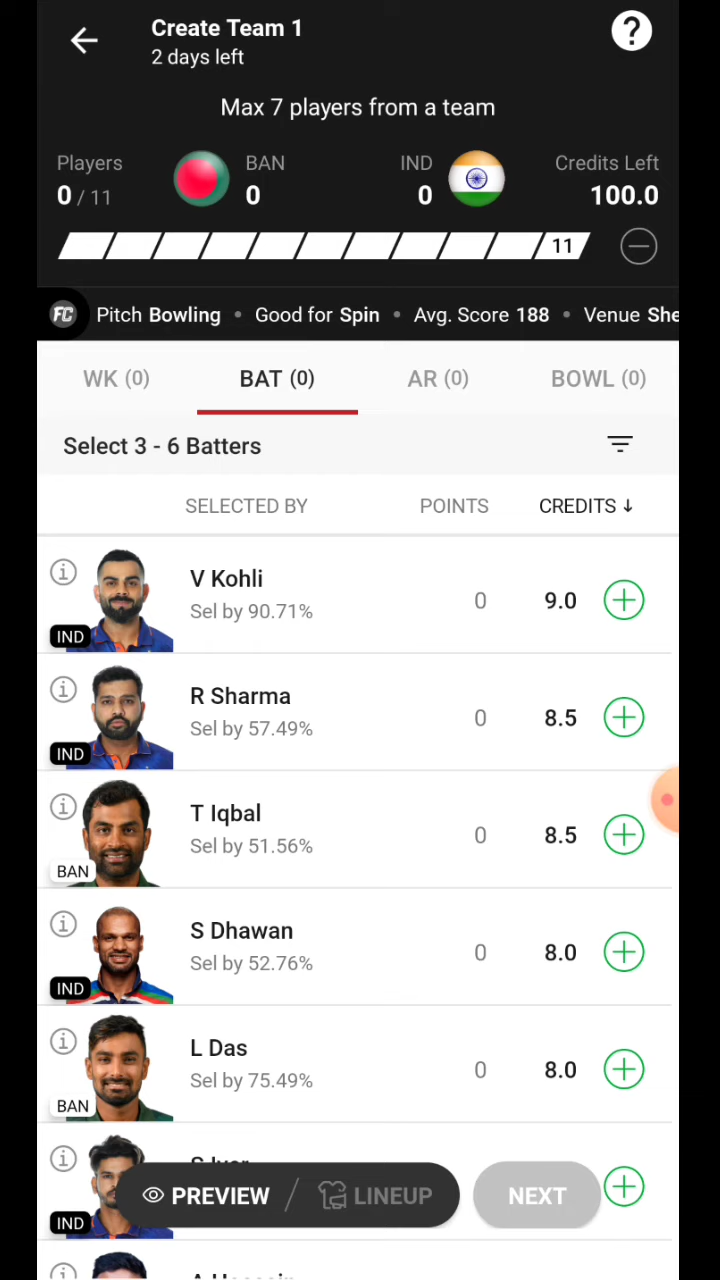 Create Team 1
2 days left
?
Max 7 players from a team
Players BAN IND Credits Left
0 / 11 0 0 100.0
11
FC Pitch Bowling • Good for Spin • Avg. Score 188 • Venue She
WK (0) BAT (0) AR (0) BOWL (0)
Select 3 - 6 Batters
SELECTED BY POINTS CREDITS ↓
V Kohli
Sel by 90.71% 0 9.0
IND
R Sharma
Sel by 57.49% 0 8.5
IND
T Iqbal
Sel by 51.56% 0 8.5
BAN
S Dhawan
Sel by 52.76% 0 8.0
IND
L Das
Sel by 75.49% 0 8.0
BAN
PREVIEW / LINEUP NEXT
IND